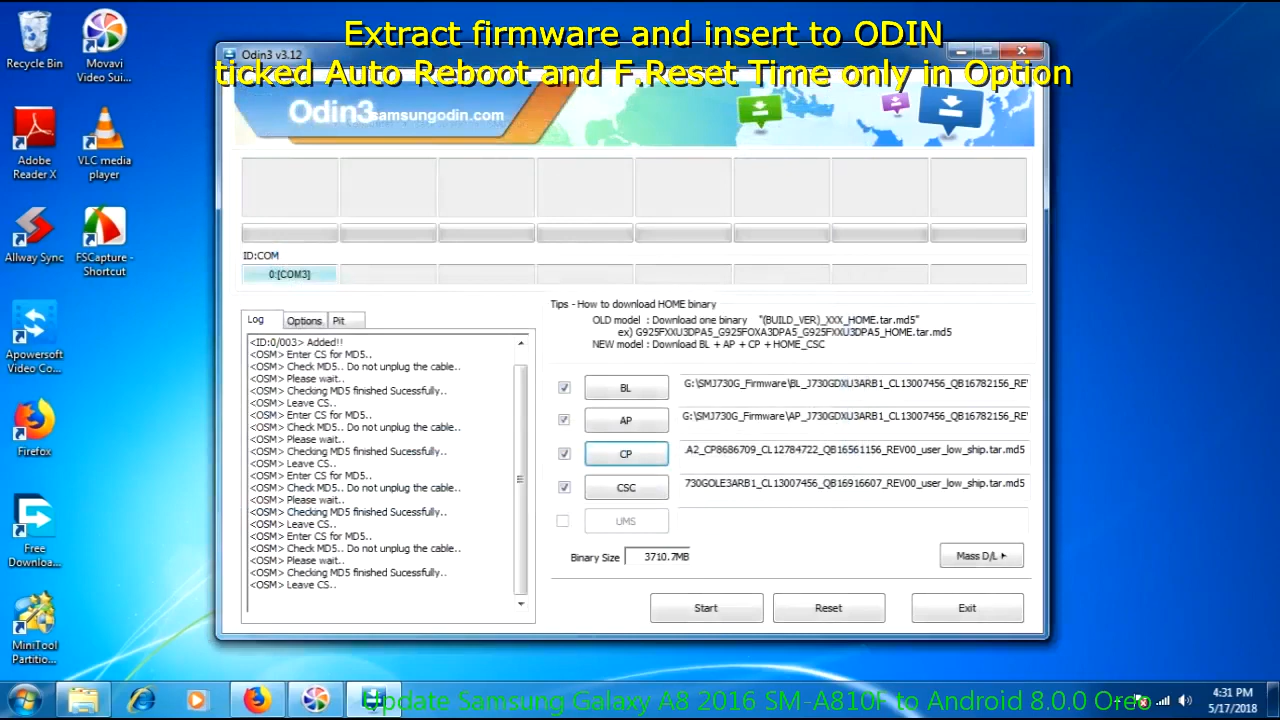 Extract firmware and insert to ODIN
ticked Auto Reboot and F.Reset Time only in Option
Recycle Bin
Movavi
Video Sui...
Adobe
Reader X
VLC media
player
Allway Sync
FSCapture -
Shortcut
Apowersoft
Video Co...
Firefox
Free
Downloa...
MiniTool
Partitio...
Odin3 v3.12
Odin3
samsungodin.com
ID:COM
0:[COM3]
Log
Options
Pit
<ID:0/003> Added!!
<OSM> Enter CS for MD5..
<OSM> Check MD5.. Do not unplug the cable..
<OSM> Please wait..
<OSM> Checking MD5 finished Sucessfully..
<OSM> Leave CS..
<OSM> Enter CS for MD5..
<OSM> Check MD5.. Do not unplug the cable..
<OSM> Please wait..
<OSM> Checking MD5 finished Sucessfully..
<OSM> Leave CS..
<OSM> Enter CS for MD5..
<OSM> Check MD5.. Do not unplug the cable..
<OSM> Please wait..
<OSM> Checking MD5 finished Sucessfully..
<OSM> Leave CS..
<OSM> Enter CS for MD5..
<OSM> Check MD5.. Do not unplug the cable..
<OSM> Please wait..
<OSM> Checking MD5 finished Sucessfully..
<OSM> Leave CS..
Tips - How to download HOME binary
OLD model : Download one binary "(BUILD_VER)_XXX_HOME.tar.md5"
ex) G925FXXU3DPA5_G925FOXA3DPA5_G925FXXU3DPA5_HOME.tar.md5
NEW model : Download BL + AP + CP + HOME_CSC
BL G:\SMJ730G_Firmware\BL_J730GDXU3ARB1_CL13007456_QB16782156_REV
AP G:\SMJ730G_Firmware\AP_J730GDXU3ARB1_CL13007456_QB16782156_REV
CP .A2_CP8686709_CL12784722_QB16561156_REV00_user_low_ship.tar.md5
CSC 730GOLE3ARB1_CL13007456_QB16916607_REV00_user_low_ship.tar.md5
UMS
Binary Size 3710.7MB
Mass D/L
Start
Reset
Exit
Update Samsung Galaxy A8 2016 SM-A810F to Android 8.0.0 Oreo
4:31 PM
5/17/2018